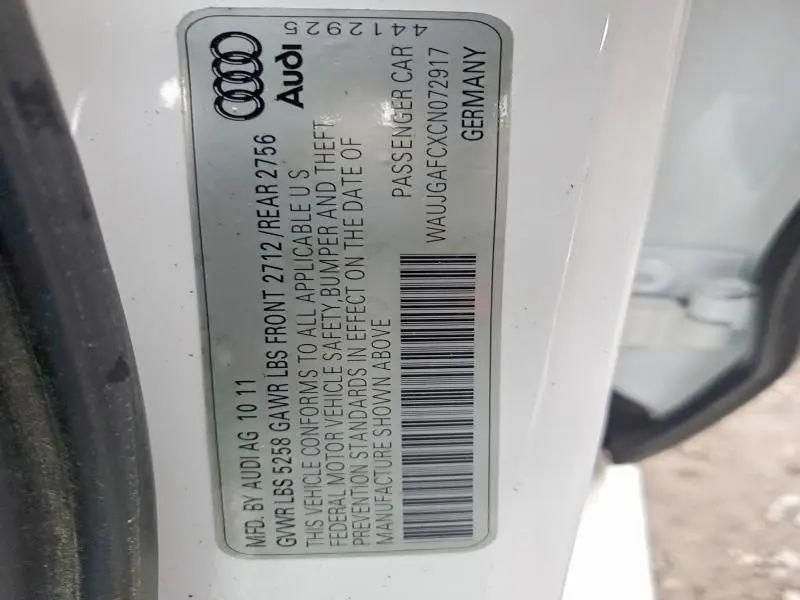 4412925
Audi
MFD. BY AUDI AG 10 11
GVWR LBS 5258 GAWR LBS FRONT 2712 /REAR 2756
THIS VEHICLE CONFORMS TO ALL APPLICABLE U S
FEDERAL MOTOR VEHICLE SAFETY, BUMPER AND THEFT
PREVENTION STANDARDS IN EFFECT ON THE DATE OF
MANUFACTURE SHOWN ABOVE
PASSENGER CAR
WAUJGAFCXCN072917
GERMANY